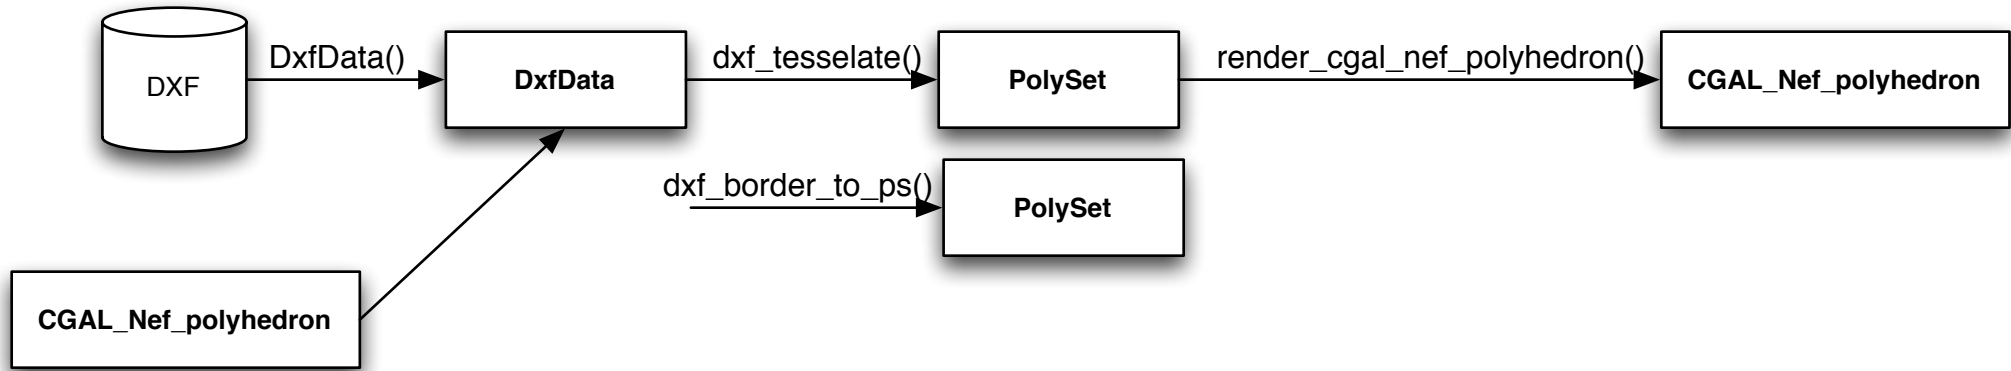 DXF
DxfData()
DxfData
dxf_tesselate()
PolySet
render_cgal_nef_polyhedron()
CGAL_Nef_polyhedron
dxf_border_to_ps()
PolySet
CGAL_Nef_polyhedron